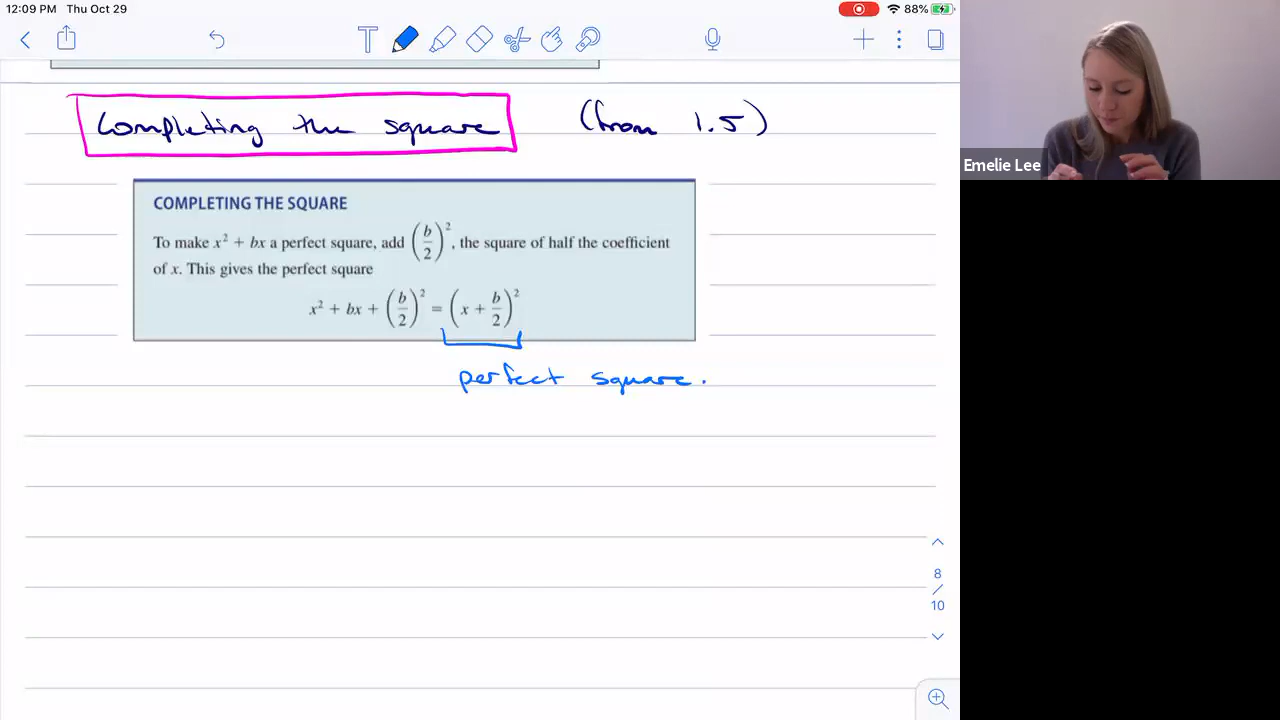 12:09 PM Thu Oct 29
88%
T
Completing the square (from 1.5)
COMPLETING THE SQUARE
To make x² + bx a perfect square, add (b/2)², the square of half the coefficient
of x. This gives the perfect square
x² + bx + (b/2)² = (x + b/2)²
perfect square.
8
/
10
Emelie Lee